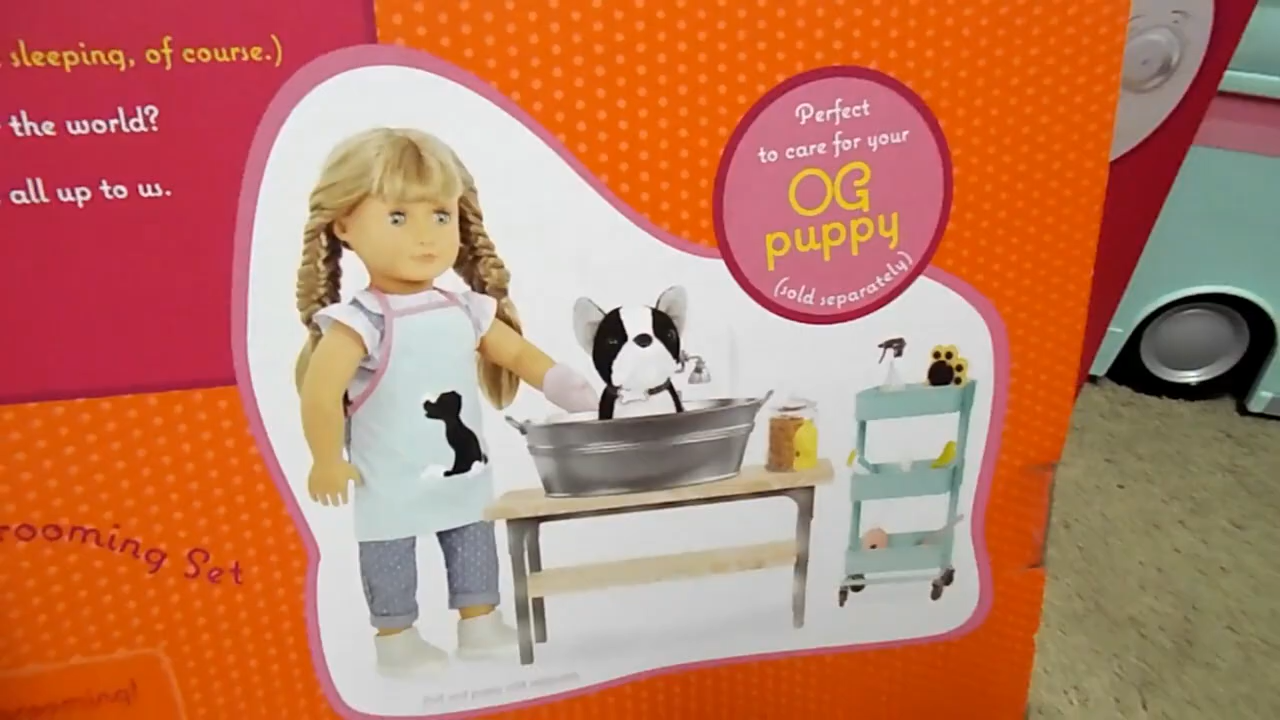 sleeping, of course.)
the world?
all up to us.
Perfect
to care for your
OG
puppy
(sold separately)
rooming Set
rooming!